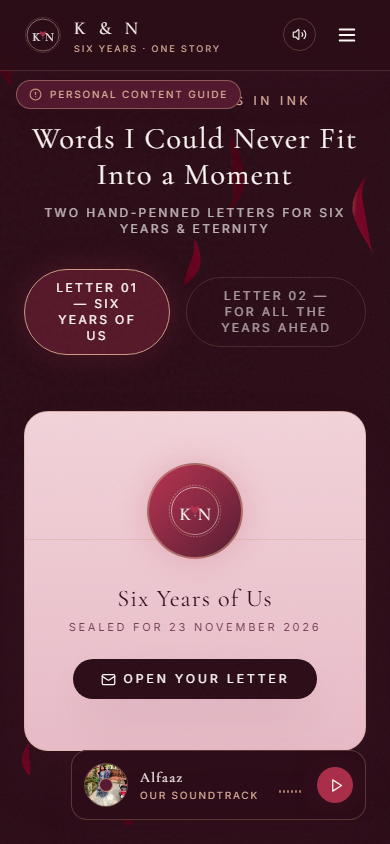 K N
K & N
SIX YEARS · ONE STORY
PERSONAL CONTENT GUIDE
IN INK
Words I Could Never Fit
Into a Moment
TWO HAND-PENNED LETTERS FOR SIX
YEARS & ETERNITY
LETTER 01
— SIX
YEARS OF
US
LETTER 02 —
FOR ALL THE
YEARS AHEAD
K N
Six Years of Us
SEALED FOR 23 NOVEMBER 2026
OPEN YOUR LETTER
Alfaaz
OUR SOUNDTRACK